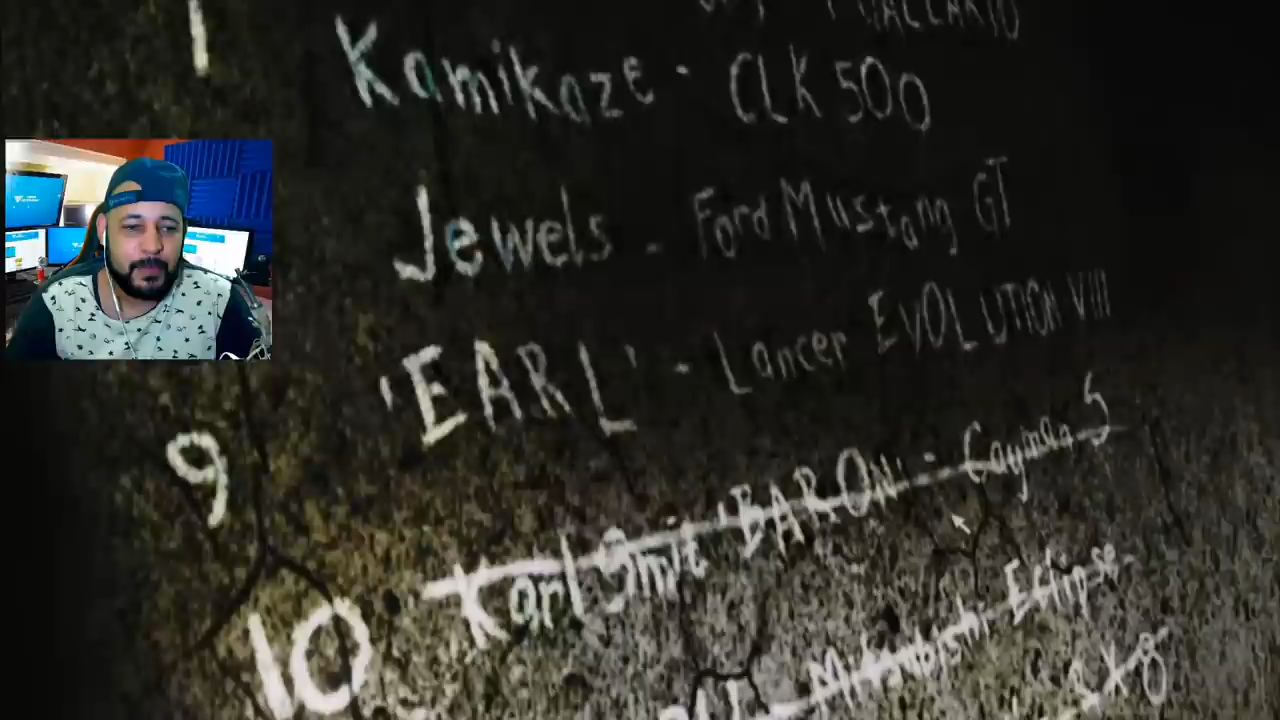 1
Kamikaze - CLK 500
Jewels - Ford Mustang GT
'EARL' - Lancer EVOLUTION VIII
9
Karl Smit 'BARON' - Cayman S
10
Mitsubishi Eclipse